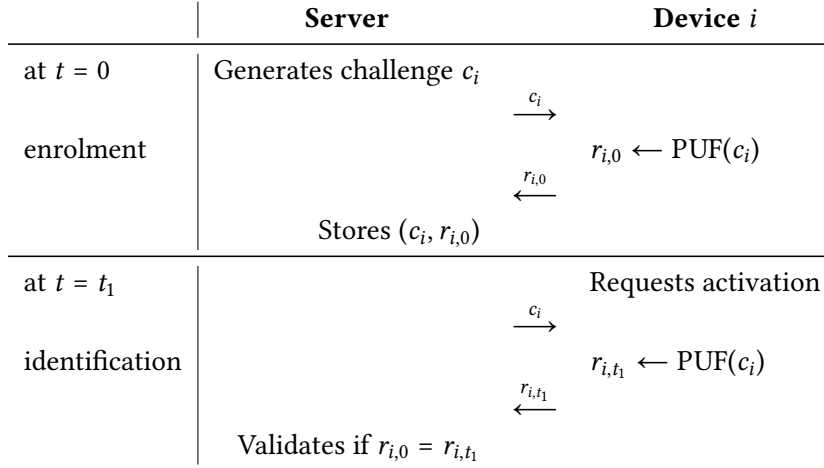 Server Device i
at t = 0 Generates challenge c_i
c_i
⟶
enrolment r_{i,0} ⟵ PUF(c_i)
r_{i,0}
⟵
Stores (c_i, r_{i,0})
at t = t_1 Requests activation
c_i
⟶
identification r_{i,t_1} ⟵ PUF(c_i)
r_{i,t_1}
⟵
Validates if r_{i,0} = r_{i,t_1}